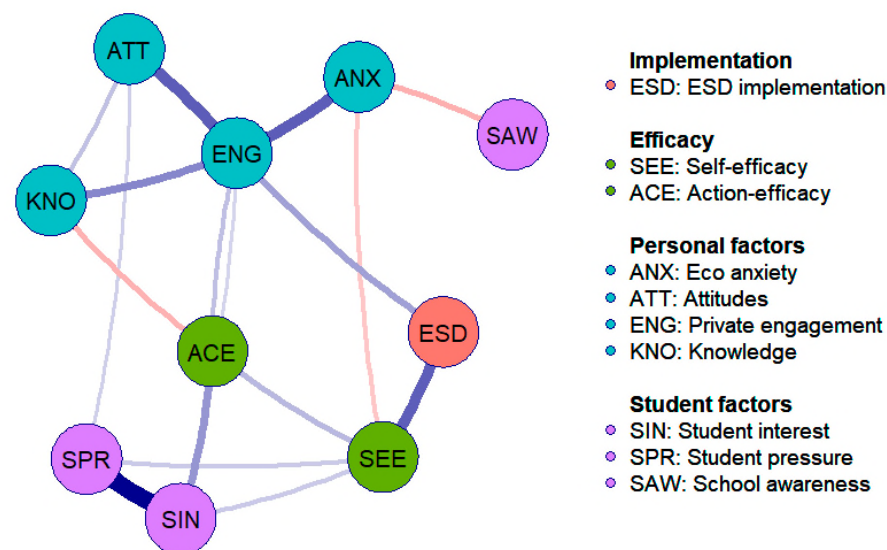 ATT
ANX
SAW
ENG
KNO
ESD
ACE
SPR
SEE
SIN
Implementation
ESD: ESD implementation
Efficacy
SEE: Self-efficacy
ACE: Action-efficacy
Personal factors
ANX: Eco anxiety
ATT: Attitudes
ENG: Private engagement
KNO: Knowledge
Student factors
SIN: Student interest
SPR: Student pressure
SAW: School awareness